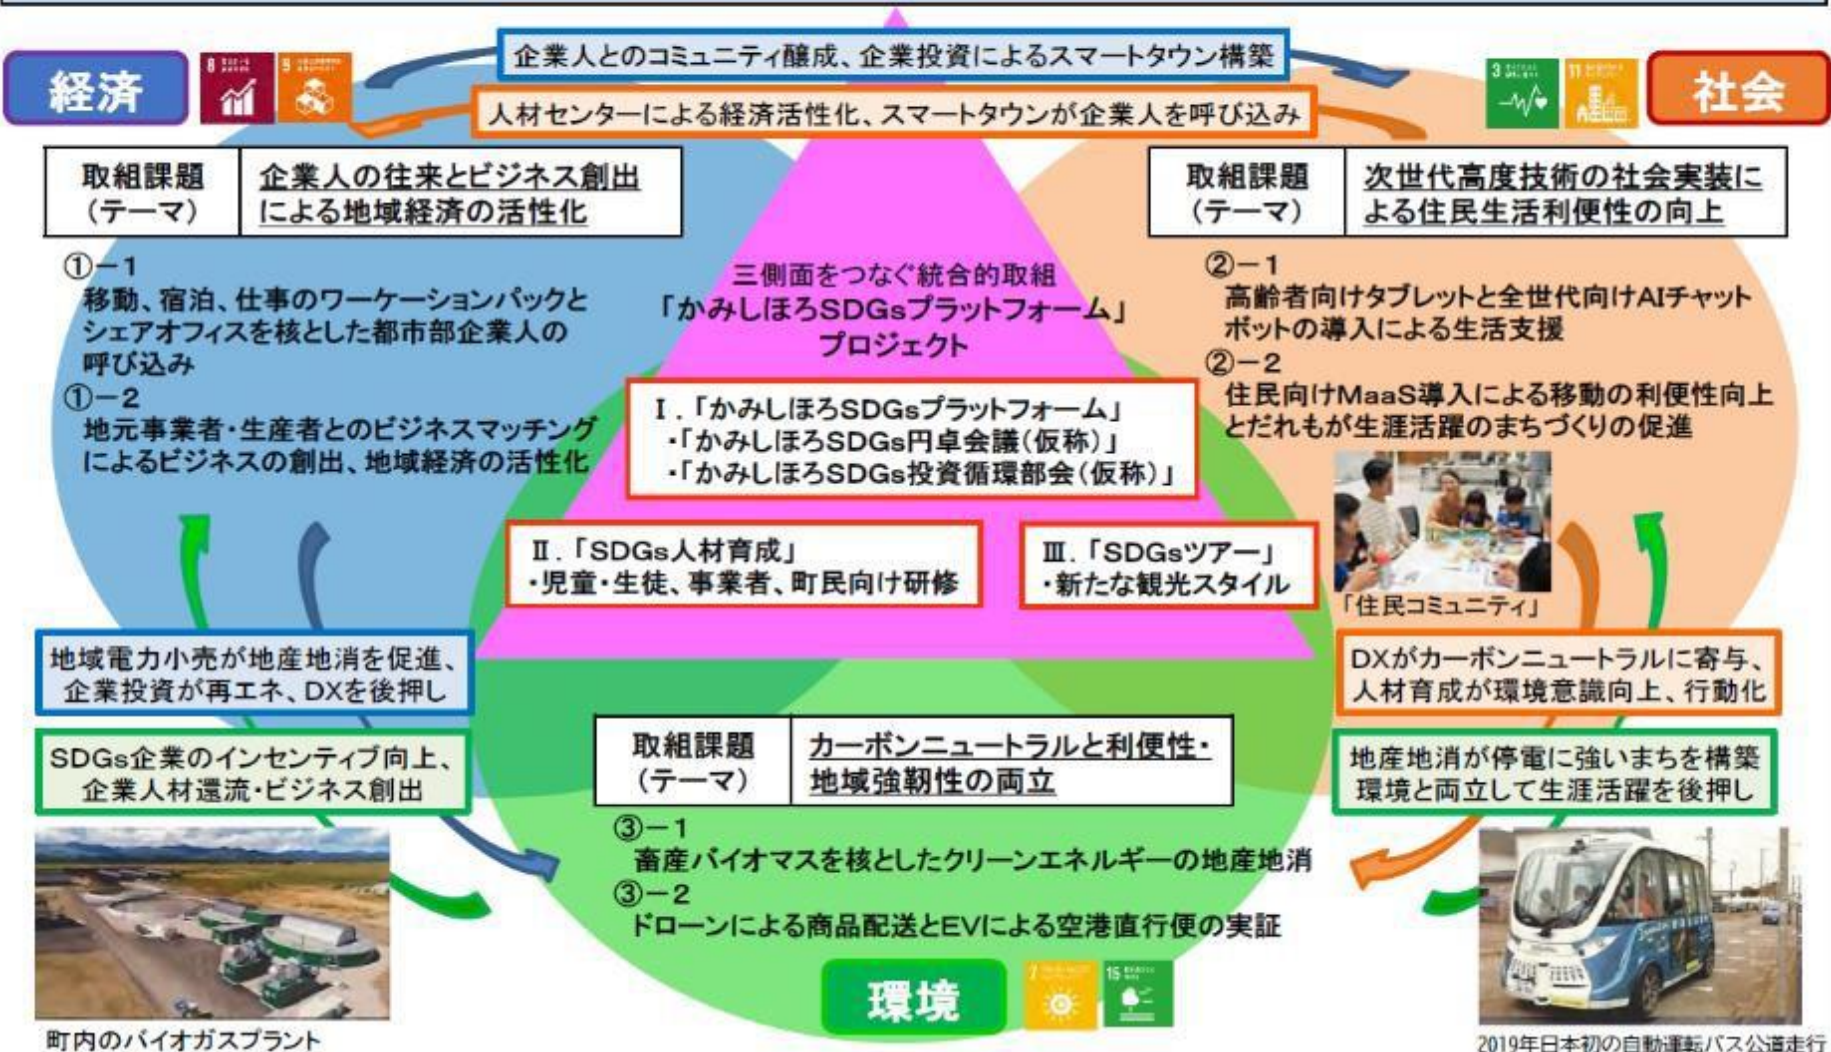 企業人とのコミュニティ醸成、企業投資によるスマートタウン構築
人材センターによる経済活性化、スマートタウンが企業人を呼び込み
経済
8
9
3
11
社会
取組課題
(テーマ)
企業人の往来とビジネス創出
による地域経済の活性化
①-1
移動、宿泊、仕事のワーケーションパックと
シェアオフィスを核とした都市部企業人の
呼び込み
①-2
地元事業者・生産者とのビジネスマッチング
によるビジネスの創出、地域経済の活性化
三側面をつなぐ統合的取組
「かみしほろSDGsプラットフォーム」
プロジェクト
Ⅰ.「かみしほろSDGsプラットフォーム」
・「かみしほろSDGs円卓会議(仮称)」
・「かみしほろSDGs投資循環部会(仮称)」
Ⅱ.「SDGs人材育成」
・児童・生徒、事業者、町民向け研修
Ⅲ.「SDGsツアー」
・新たな観光スタイル
取組課題
(テーマ)
次世代高度技術の社会実装に
よる住民生活利便性の向上
②-1
高齢者向けタブレットと全世代向けAIチャット
ボットの導入による生活支援
②-2
住民向けMaaS導入による移動の利便性向上
とだれもが生涯活躍のまちづくりの促進
「住民コミュニティ」
地域電力小売が地産地消を促進、
企業投資が再エネ、DXを後押し
SDGs企業のインセンティブ向上、
企業人材還流・ビジネス創出
DXがカーボンニュートラルに寄与、
人材育成が環境意識向上、行動化
地産地消が停電に強いまちを構築
環境と両立して生涯活躍を後押し
取組課題
(テーマ)
カーボンニュートラルと利便性・
地域強靭性の両立
③-1
畜産バイオマスを核としたクリーンエネルギーの地産地消
③-2
ドローンによる商品配送とEVによる空港直行便の実証
環境
7
15
町内のバイオガスプラント
2019年日本初の自動運転バス公道走行